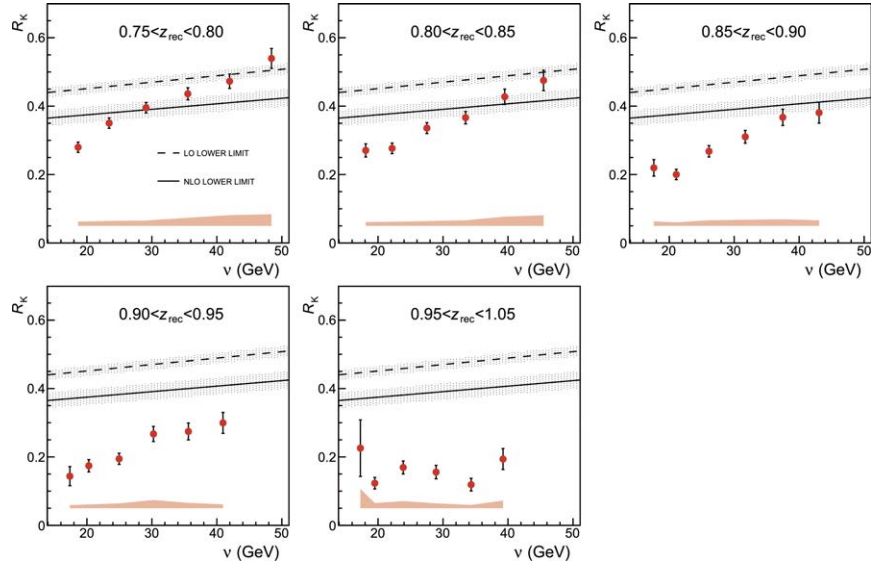 R_K
0.75<z_rec<0.80
0.6
0.4
0.2
0
LO LOWER LIMIT
NLO LOWER LIMIT
20 30 40 50
ν (GeV)
R_K
0.80<z_rec<0.85
0.6
0.4
0.2
0
20 30 40 50
ν (GeV)
R_K
0.85<z_rec<0.90
0.6
0.4
0.2
0
20 30 40 50
ν (GeV)
R_K
0.90<z_rec<0.95
0.6
0.4
0.2
0
20 30 40 50
ν (GeV)
R_K
0.95<z_rec<1.05
0.6
0.4
0.2
0
20 30 40 50
ν (GeV)